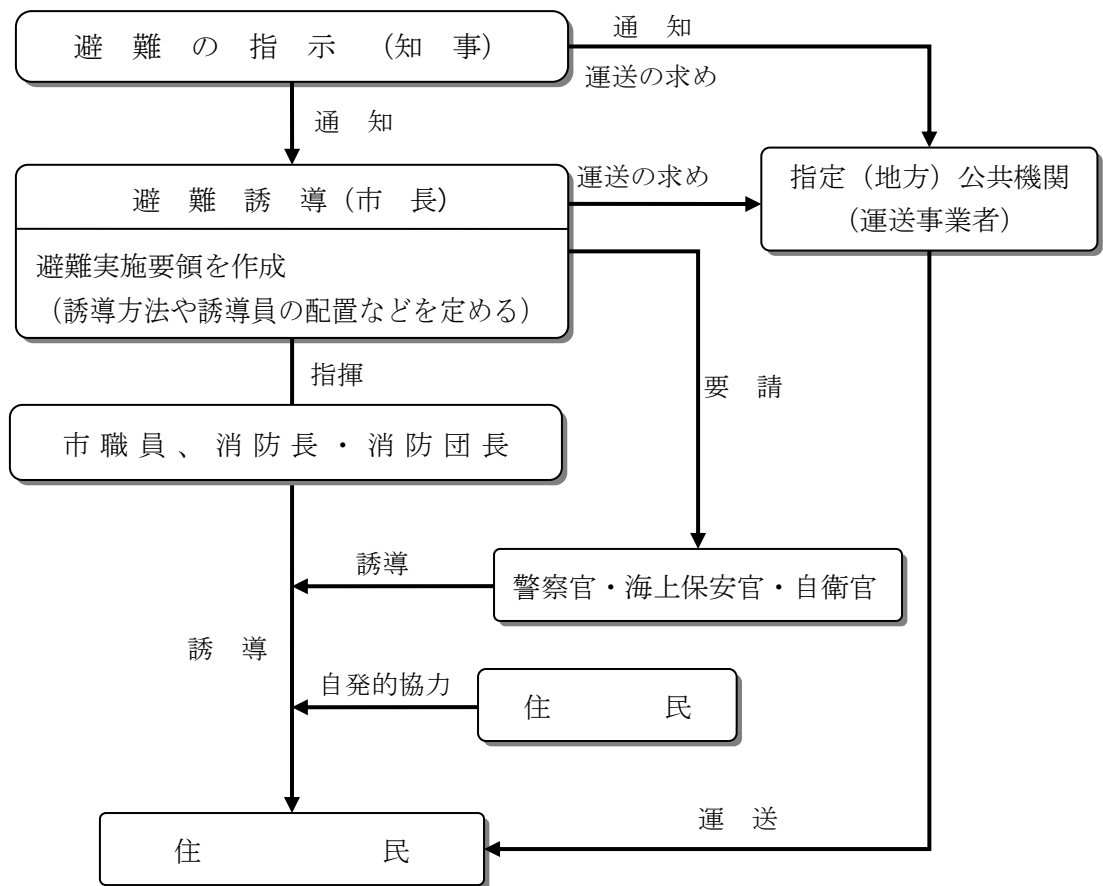 避難の指示（知事）
通知
運送の求め
通知
指定（地方）公共機関
（運送事業者）
避難誘導（市長）
運送の求め
避難実施要領を作成
（誘導方法や誘導員の配置などを定める）
指揮
要請
市職員、消防長・消防団長
誘導
警察官・海上保安官・自衛官
誘導
自発的協力
住民
運送
住民